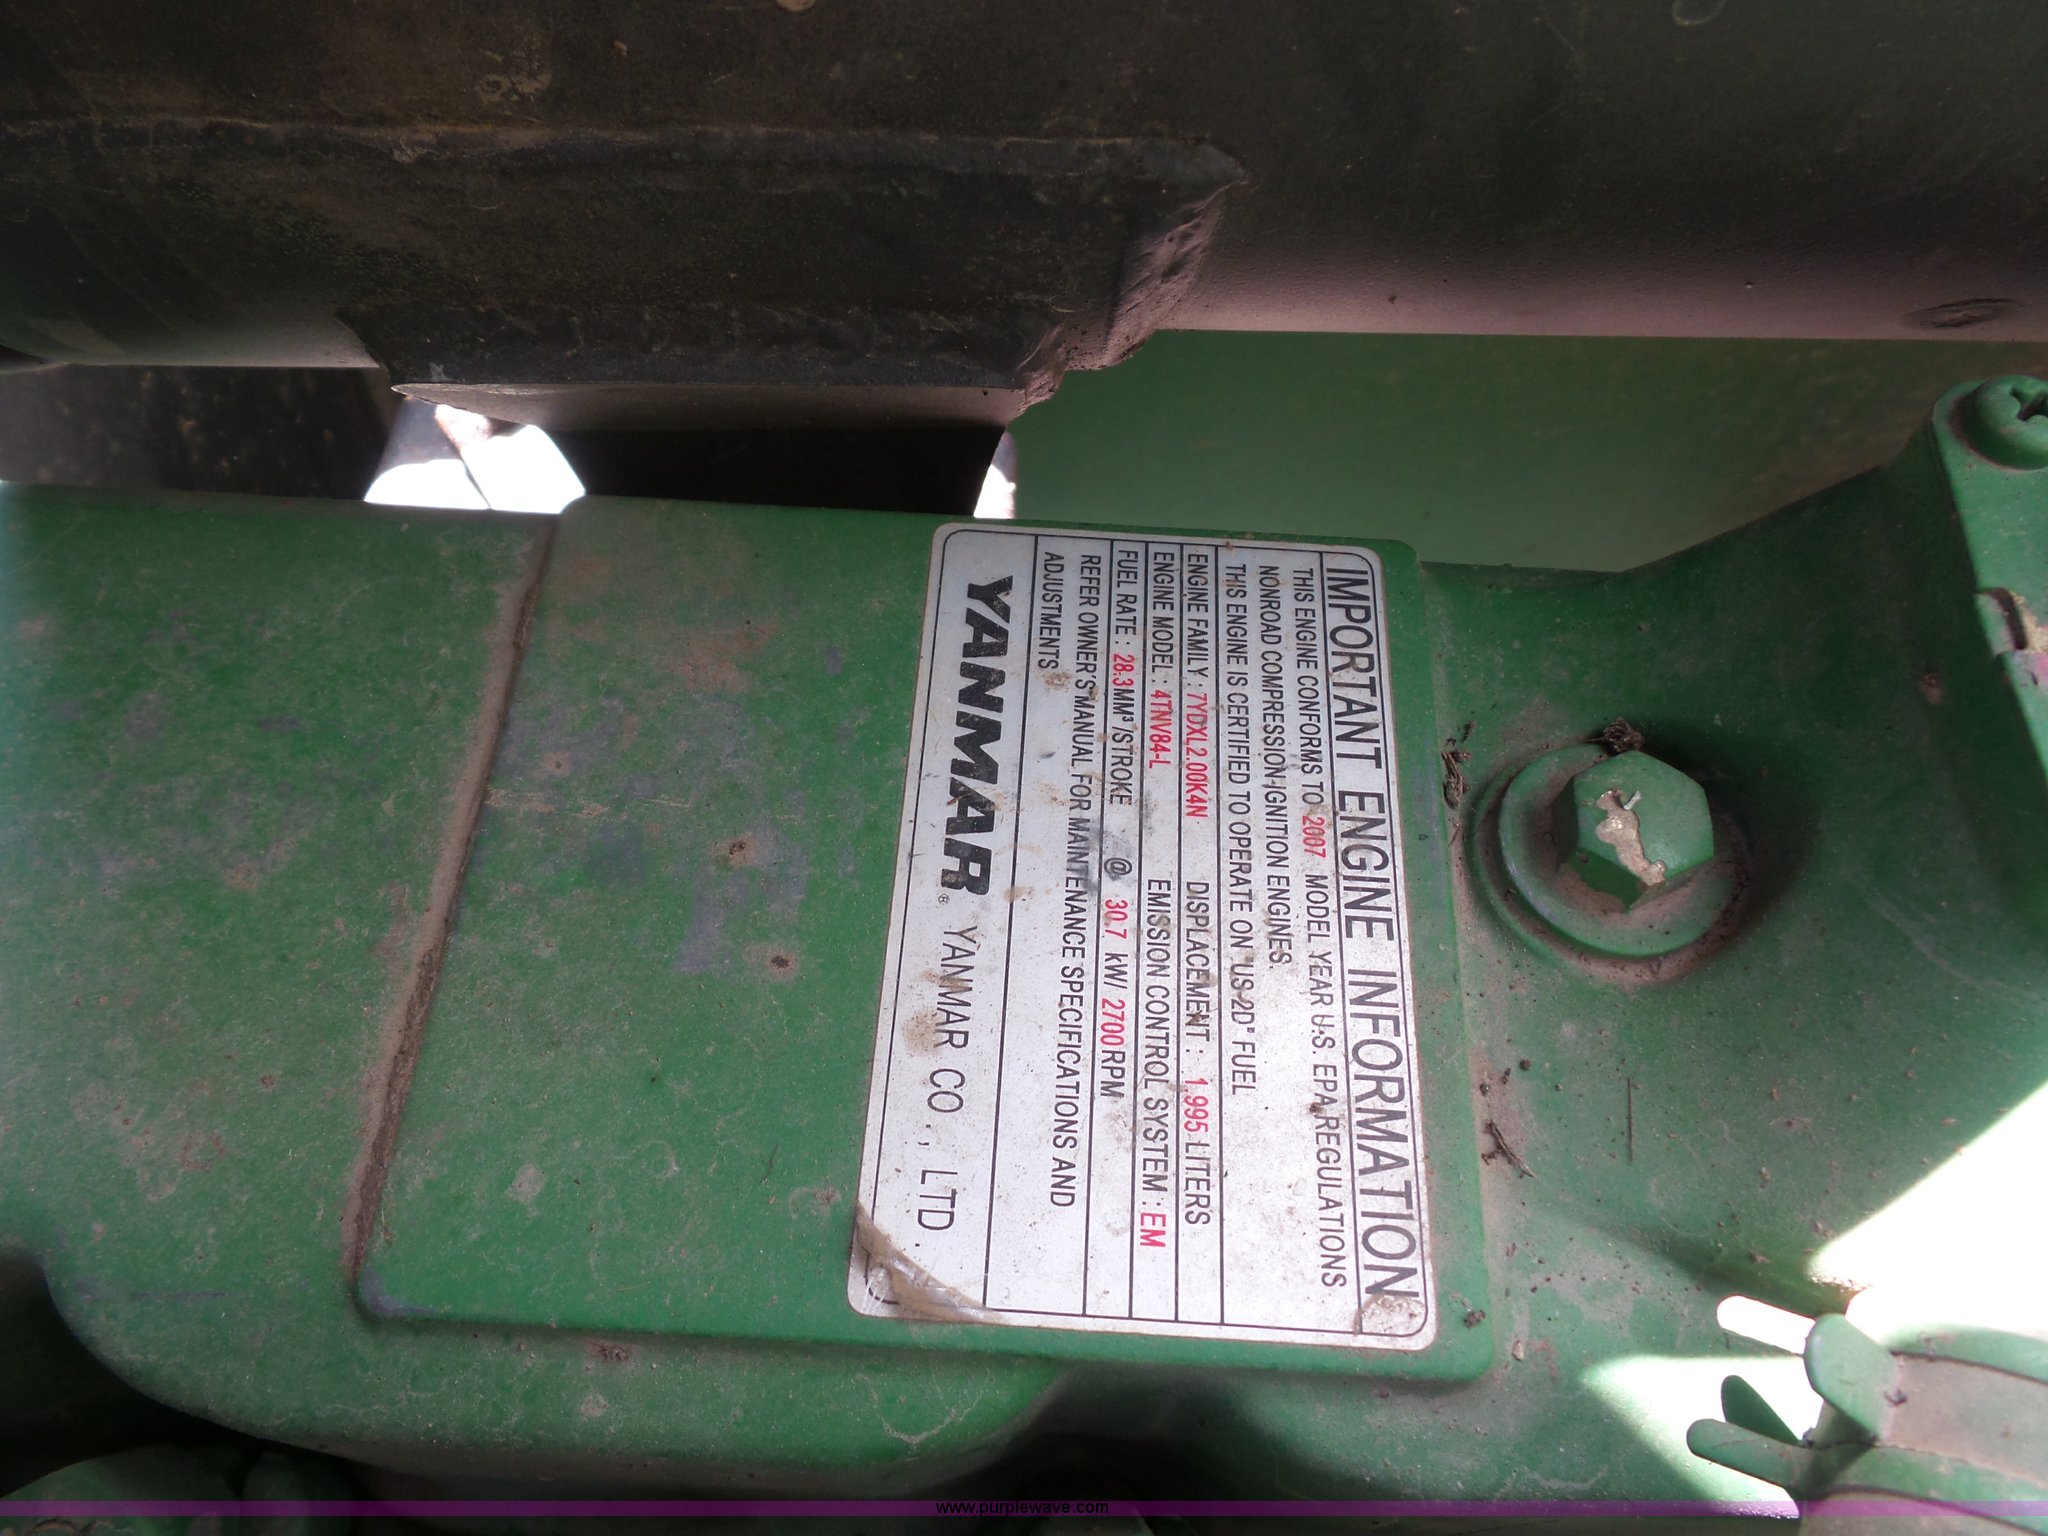 IMPORTANT ENGINE INFORMATION
THIS ENGINE CONFORMS TO 2007 MODEL YEAR U.S. EPA REGULATIONS
NONROAD COMPRESSION-IGNITION ENGINES.
THIS ENGINE IS CERTIFIED TO OPERATE ON "US-2D" FUEL
ENGINE FAMILY : 7YDXL2.00K4N DISPLACEMENT : 1.995 LITERS
ENGINE MODEL : 4TNV84-L EMISSION CONTROL SYSTEM : EM
FUEL RATE : 28.3MM³/STROKE @ 30.7 kW/ 2700RPM
REFER OWNER'S MANUAL FOR MAINTENANCE SPECIFICATIONS AND
ADJUSTMENTS
YANMAR® YANMAR CO., LTD.
www.purplewave.com